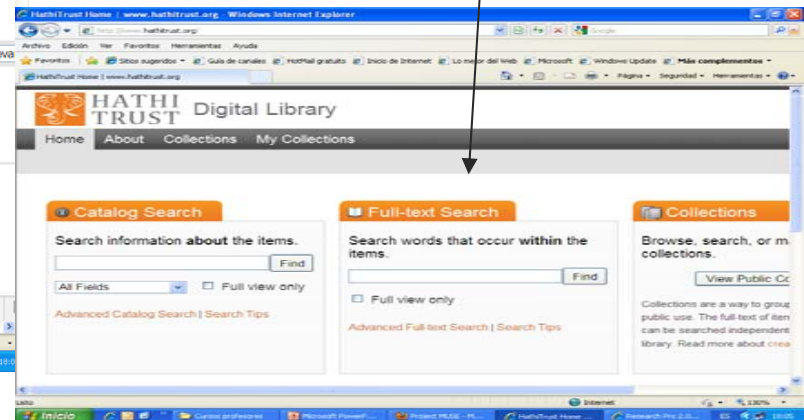 HathiTrust Home | www.hathitrust.org - Windows Internet Explorer
http://www.hathitrust.org/
Google
Archivo Edición Ver Favoritos Herramientas Ayuda
Favoritos Sitios sugeridos Guía de canales HotMail gratuito Inicio de Internet Lo mejor del Web Microsoft Windows Update Más complementos
HathiTrust Home | www.hathitrust.org
Página Seguridad Herramientas
HATHI
TRUST Digital Library
Home About Collections My Collections
Catalog Search
Search information about the items.
Find
All Fields Full view only
Advanced Catalog Search | Search Tips
Full-text Search
Search words that occur within the
items.
Find
Full view only
Advanced Full-text Search | Search Tips
Collections
Browse, search, or m
collections.
View Public Co
Collections are a way to group
public use. The full-text of item
can be searched independent
library. Read more about crea
Listo
Internet
130%
Inicio
Cursos profesores
Microsoft PowerP...
Project MUSE - M...
HathiTrust Home ...
Research Pro 2.0...
ES
18:05